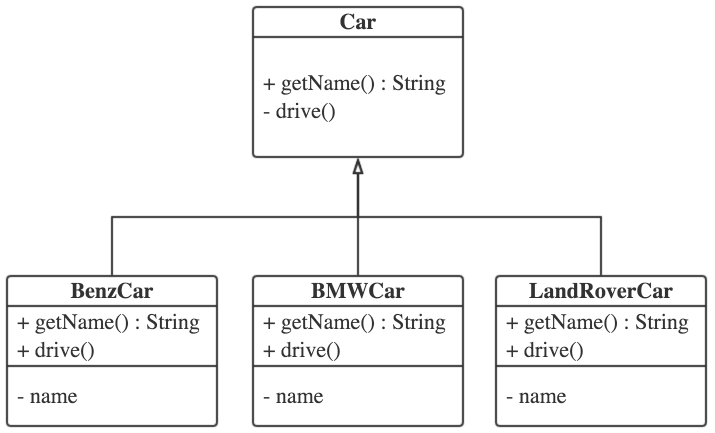 Car
+ getName() : String
- drive()
BenzCar
+ getName() : String
+ drive()
- name
BMWCar
+ getName() : String
+ drive()
- name
LandRoverCar
+ getName() : String
+ drive()
- name